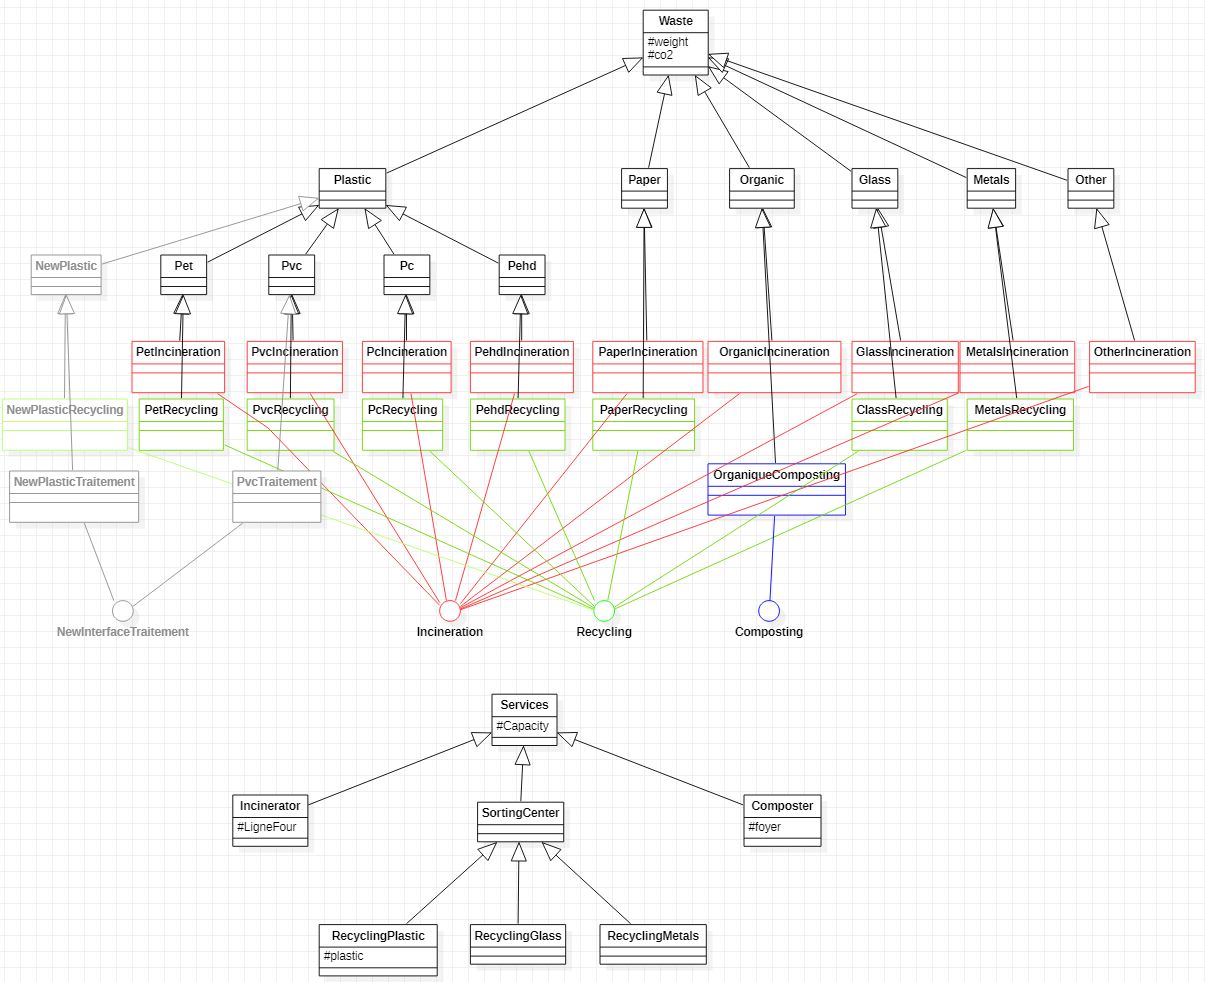 Waste
#weight
#co2
Plastic
Paper
Organic
Glass
Metals
Other
NewPlastic
Pet
Pvc
Pc
Pehd
PetIncineration
PvcIncineration
PcIncineration
PehdIncineration
PaperIncineration
OrganicIncineration
GlassIncineration
MetalsIncineration
OtherIncineration
NewPlasticRecycling
PetRecycling
PvcRecycling
PcRecycling
PehdRecycling
PaperRecycling
ClassRecycling
MetalsRecycling
NewPlasticTraitement
PvcTraitement
OrganiqueComposting
NewInterfaceTraitement
Incineration
Recycling
Composting
Services
#Capacity
Incinerator
#LigneFour
SortingCenter
Composter
#foyer
RecyclingPlastic
#plastic
RecyclingGlass
RecyclingMetals